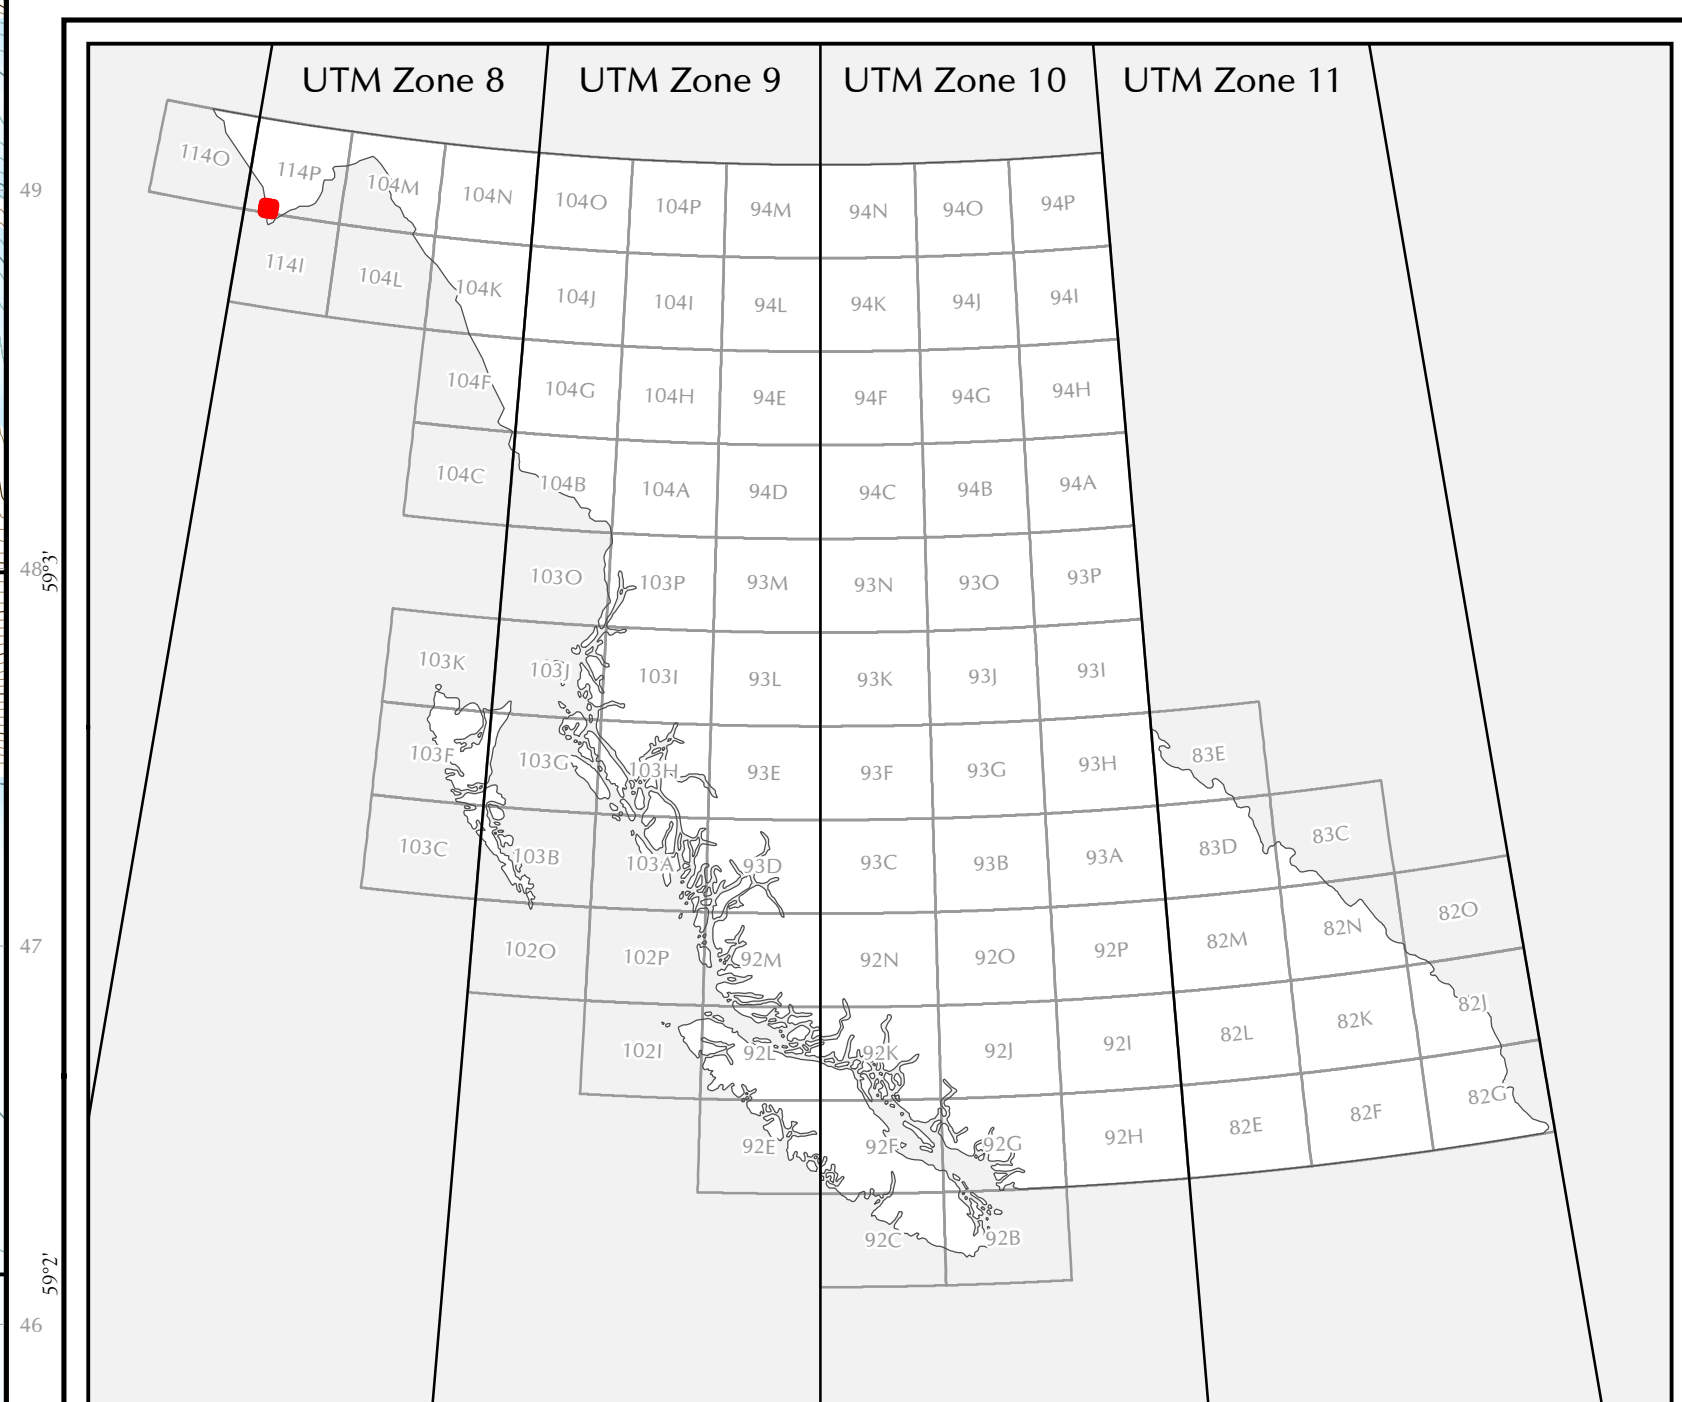 UTM Zone 8 UTM Zone 9 UTM Zone 10 UTM Zone 11
114O 114P 104M 104N 104O 104P 94M 94N 94O 94P
49
114I 104L 104K 104J 104I 94L 94K 94J 94I
104F 104G 104H 94E 94F 94G 94H
104C 104B 104A 94D 94C 94B 94A
48
59°3'
103O 103P 93M 93N 93O 93P
103K 103J 103I 93L 93K 93J 93I
103F 103G 103H 93E 93F 93G 93H 83E
103C 103B 103A 93D 93C 93B 93A 83D 83C
47
102O 102P 92M 92N 92O 92P 82M 82N 82O
102I 92L 92K 92J 92I 82L 82K 82J
92E 92F 92G 92H 82E 82F 82G
92C 92B
59°2'
46